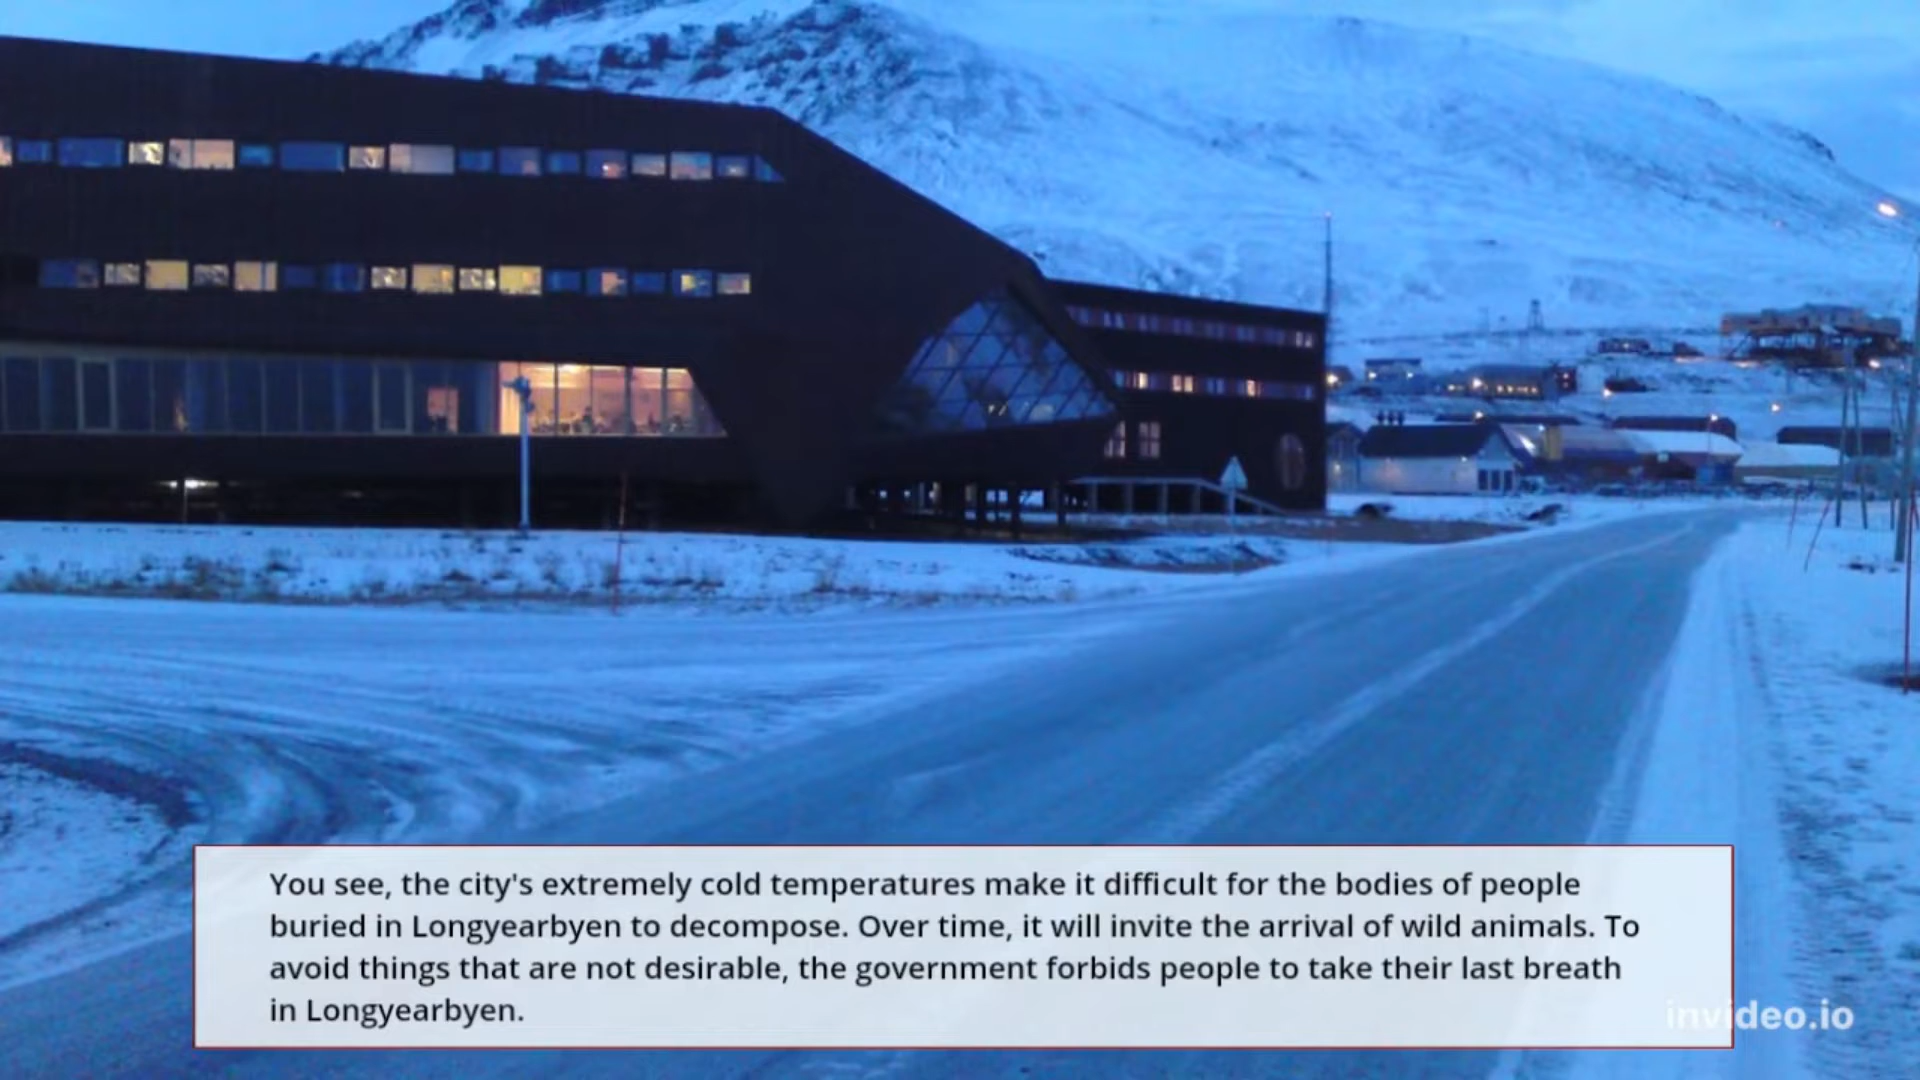 You see, the city's extremely cold temperatures make it difficult for the bodies of people
buried in Longyearbyen to decompose. Over time, it will invite the arrival of wild animals. To
avoid things that are not desirable, the government forbids people to take their last breath
in Longyearbyen.
invideo.io